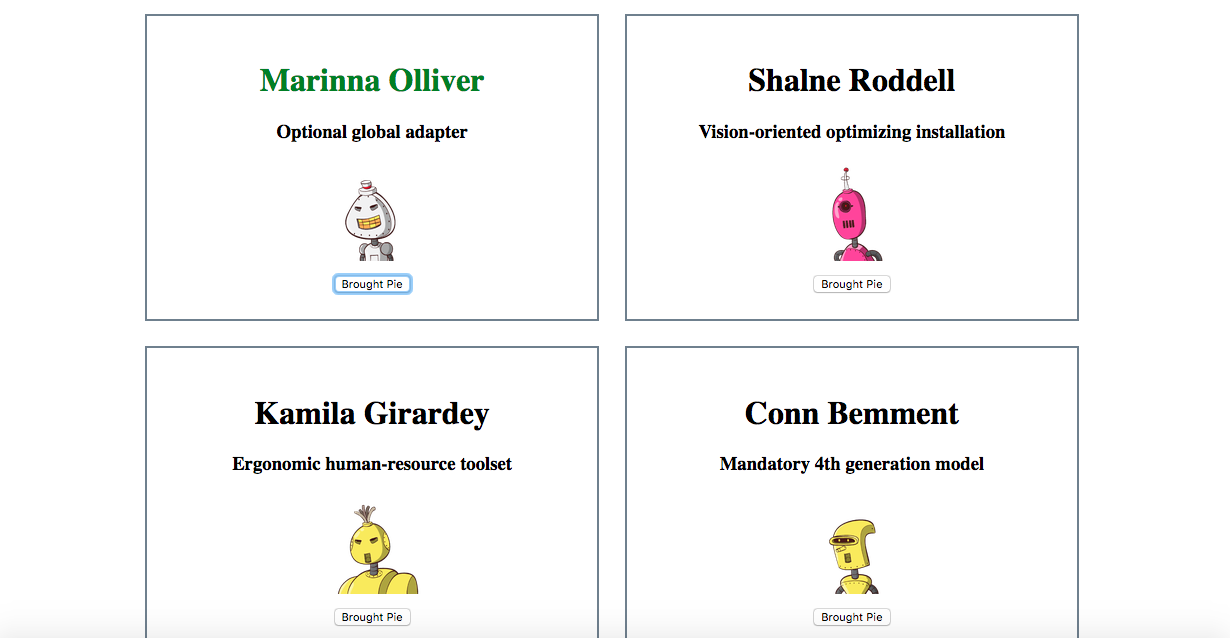 Marinna Olliver
Optional global adapter
Brought Pie
Shalne Roddell
Vision-oriented optimizing installation
Brought Pie
Kamila Girardey
Ergonomic human-resource toolset
Brought Pie
Conn Bemment
Mandatory 4th generation model
Brought Pie